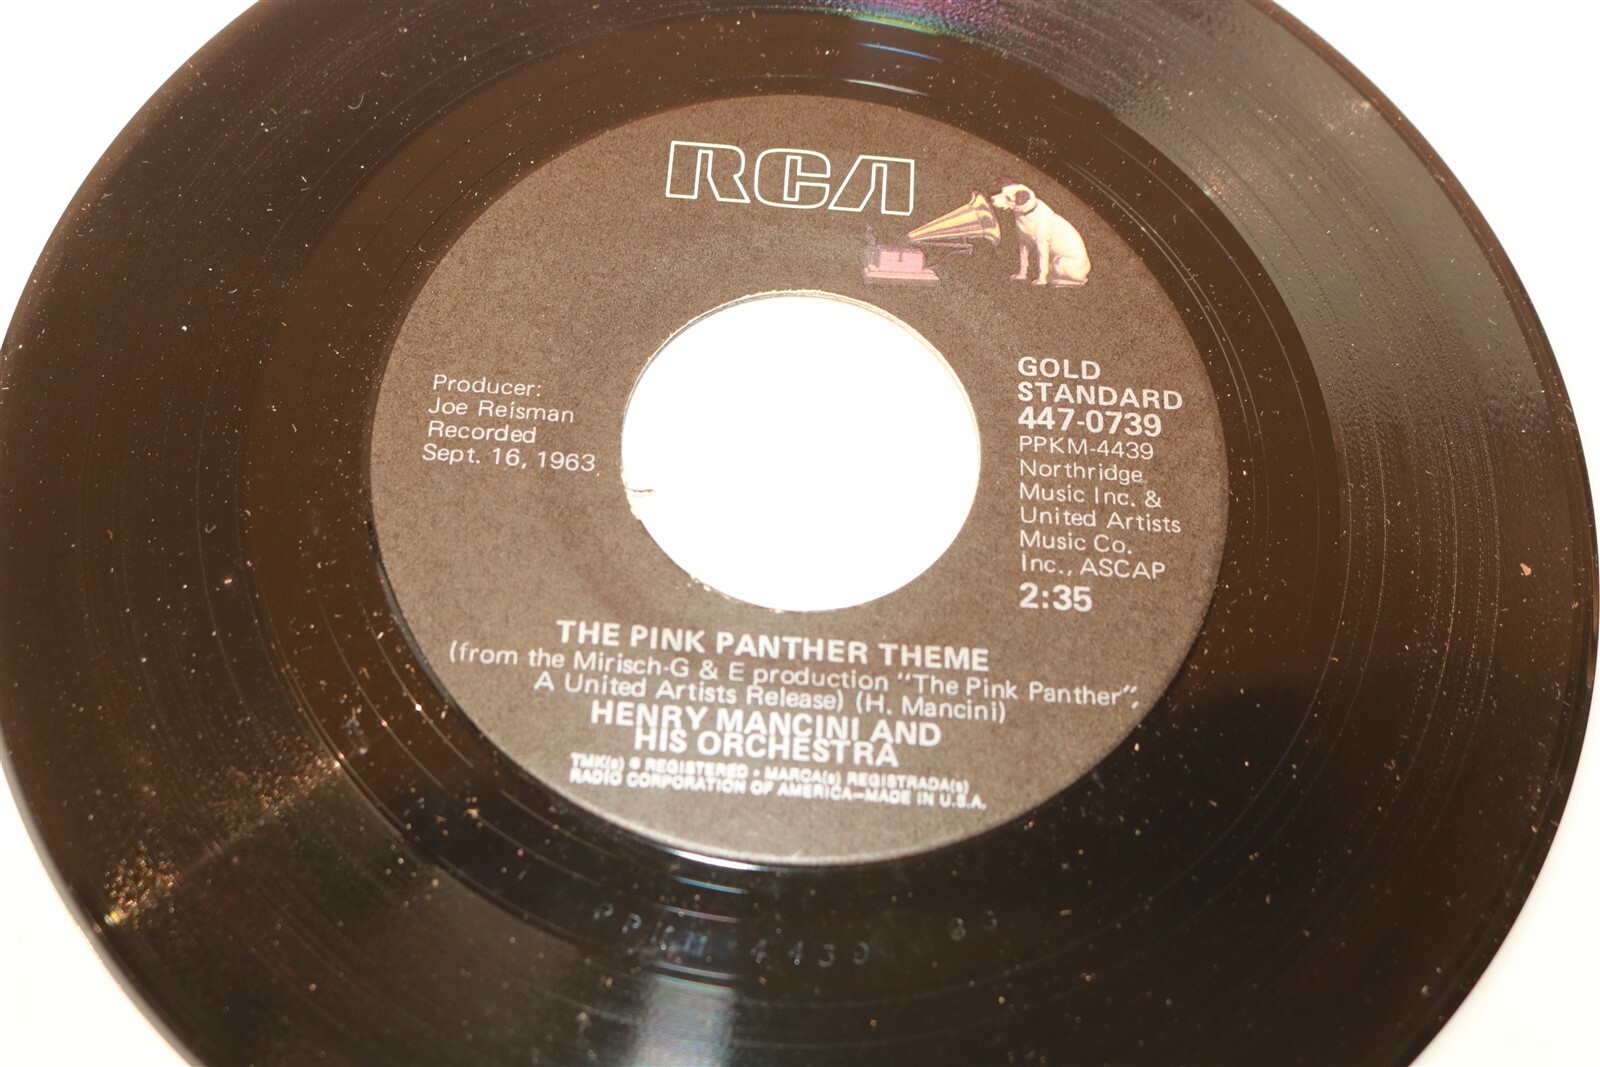 RCA
Producer:
Joe Reisman
Recorded
Sept. 16, 1963
GOLD
STANDARD
447-0739
PPKM-4439
Northridge
Music Inc. &
United Artists
Music Co.
Inc., ASCAP
2:35
THE PINK PANTHER THEME
(from the Mirisch-G & E production "The Pink Panther",
A United Artists Release) (H. Mancini)
HENRY MANCINI AND
HIS ORCHESTRA
TMK(s) ® REGISTERED • MARCA(s) REGISTRADA(s)
RADIO CORPORATION OF AMERICA—MADE IN U.S.A.
PPKM 4439